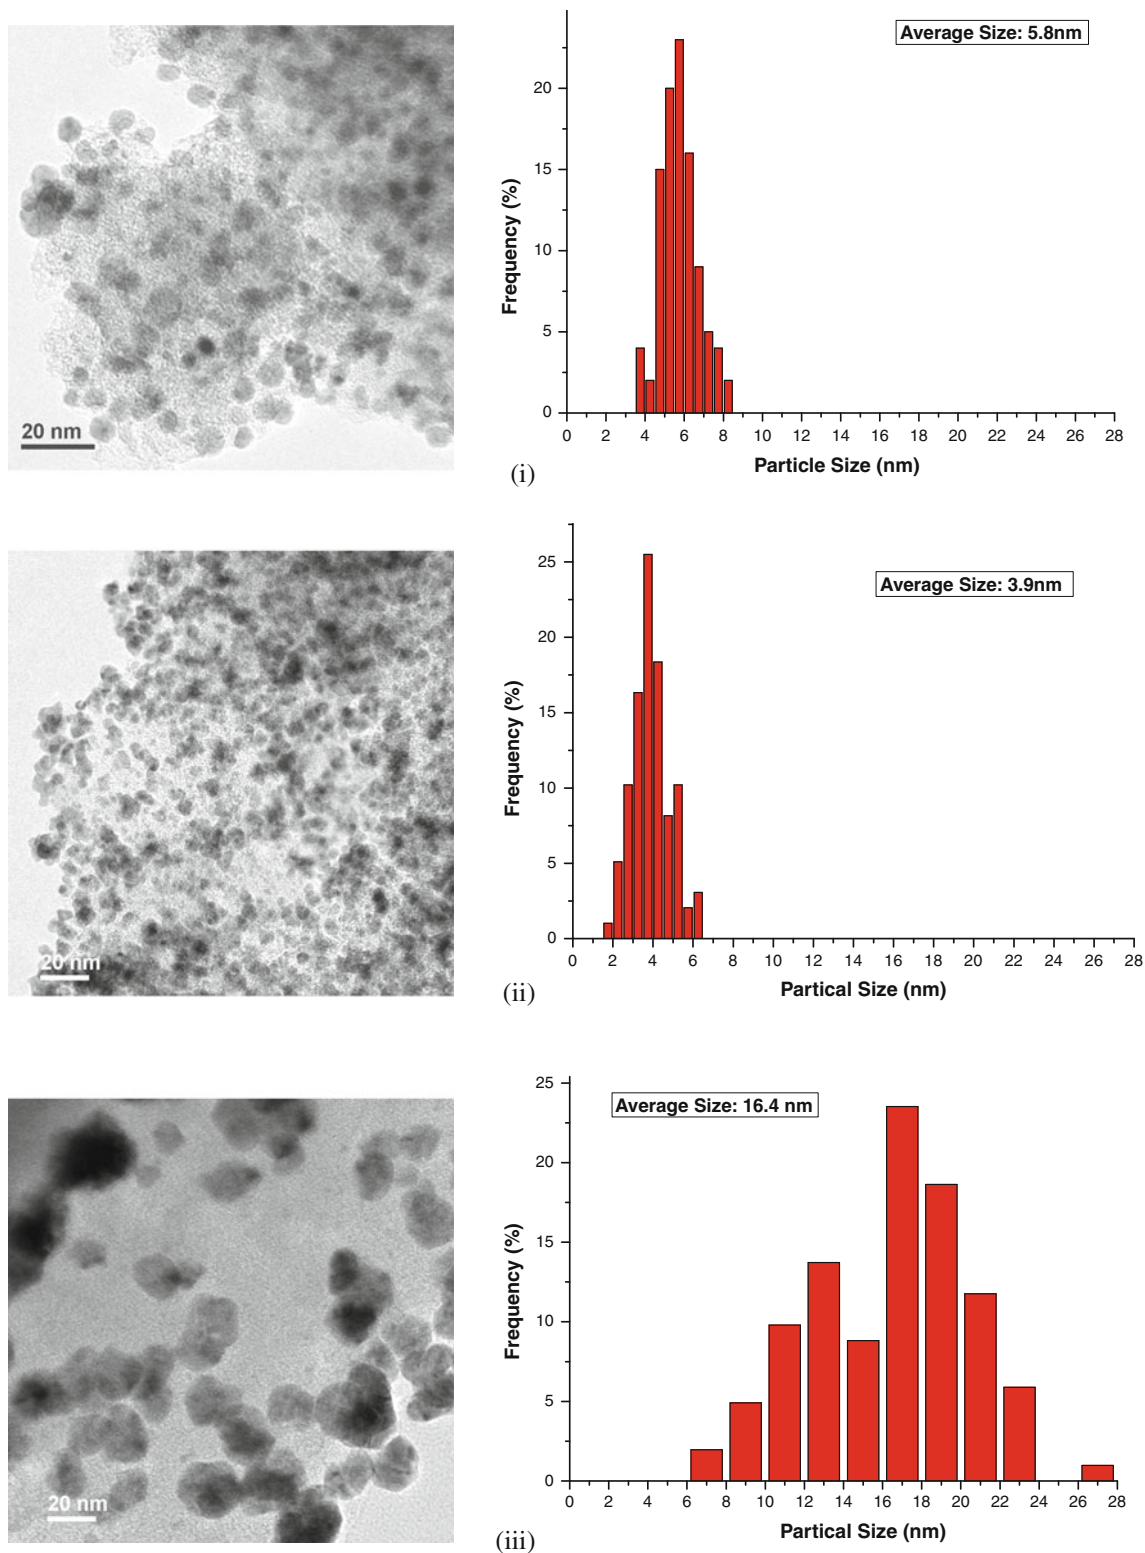 Average Size: 5.8nm
20
15
10
5
0
Frequency (%)
0 2 4 6 8 10 12 14 16 18 20 22 24 26 28
Particle Size (nm)
20 nm
(i)
Average Size: 3.9nm
25
20
15
10
5
0
Frequency (%)
0 2 4 6 8 10 12 14 16 18 20 22 24 26 28
Partical Size (nm)
20 nm
(ii)
Average Size: 16.4 nm
25
20
15
10
5
0
Frequency (%)
0 2 4 6 8 10 12 14 16 18 20 22 24 26 28
Partical Size (nm)
20 nm
(iii)